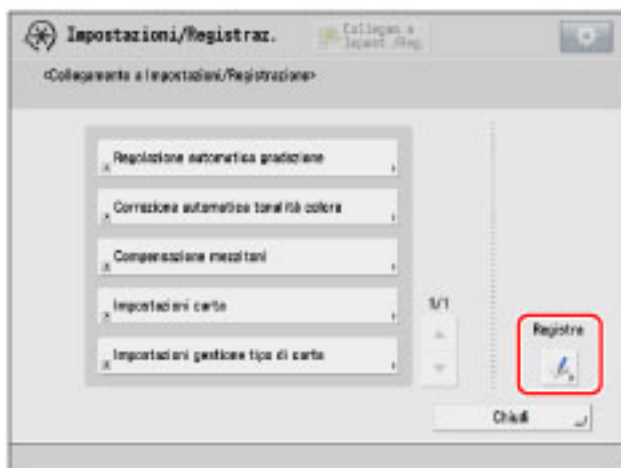 Impostazioni/Registraz.
Collegam a
Impost./Reg.
<Collegamento a Impostazioni/Registrazione>
Regolazione automatica gradazione
Correzione automatica tonalità colore
Compensazione mezzitoni
Impostazioni carta
Impostazioni gestione tipo di carta
1/1
Registra
Chiudi